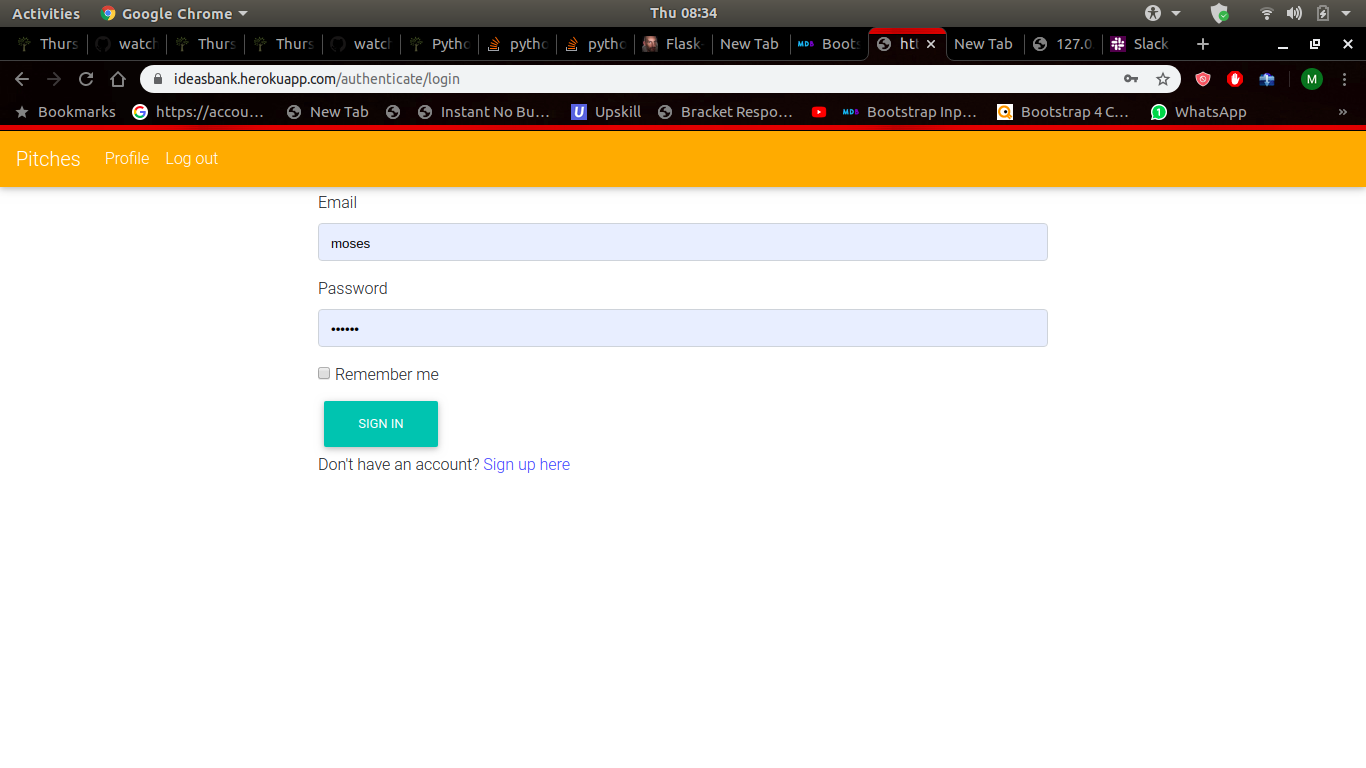 Activities Google Chrome Thu 08:34
Thurs watch Thurs Thurs watch Pytho pytho pytho Flask New Tab MDB Boots htt New Tab 127.0 Slack
ideasbank.herokuapp.com/authenticate/login M
Bookmarks https://accou... New Tab Instant No Bu... U Upskill Bracket Respo... MDB Bootstrap Inp... Bootstrap 4 C... 1 WhatsApp »
Pitches Profile Log out
Email
moses
Password
••••••
Remember me
SIGN IN
Don't have an account? Sign up here